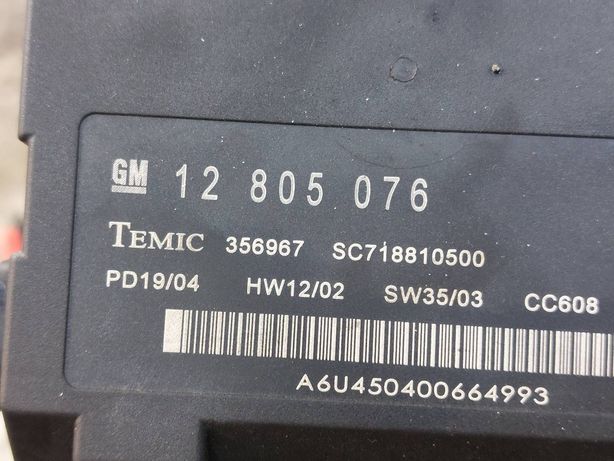 GM 12 805 076
TEMIC 356967 SC718810500
PD19/04 HW12/02 SW35/03 CC608
A6U450400664993